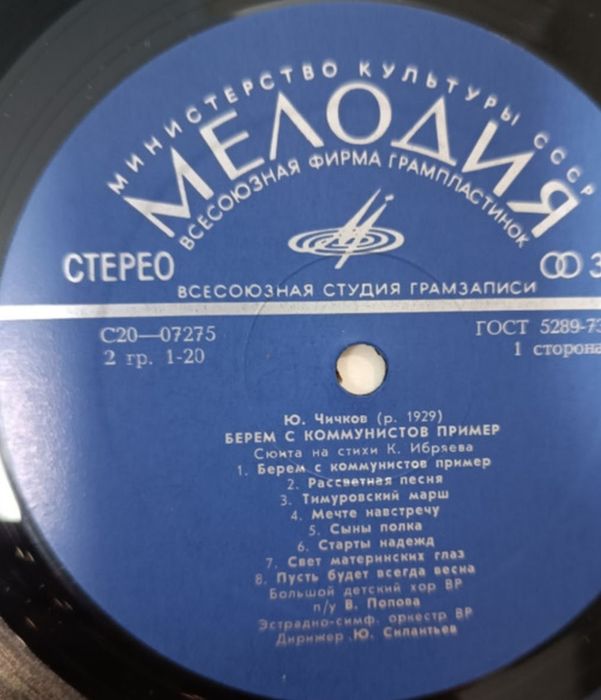 МИНИСТЕРСТВО КУЛЬТУРЫ СССР
МЕЛОДИЯ
ВСЕСОЮЗНАЯ ФИРМА ГРАМПЛАСТИНОК
СТЕРЕО
3
ВСЕСОЮЗНАЯ СТУДИЯ ГРАМЗАПИСИ
С20—07275
ГОСТ 5289-73
2 гр. 1-20
1 сторона
Ю. Чичков (р. 1929)
БЕРЕМ С КОММУНИСТОВ ПРИМЕР
Сюита на стихи К. Ибряева
1. Берем с коммунистов пример
2. Рассветная песня
3. Тимуровский марш
4. Мечте навстречу
5. Сыны полка
6. Старты надежд
7. Свет материнских глаз
8. Пусть будет всегда весна
Большой детский хор ВР
п/у В. Попова
Эстрадно-симф. оркестр ВР
Дирижер Ю. Силантьев